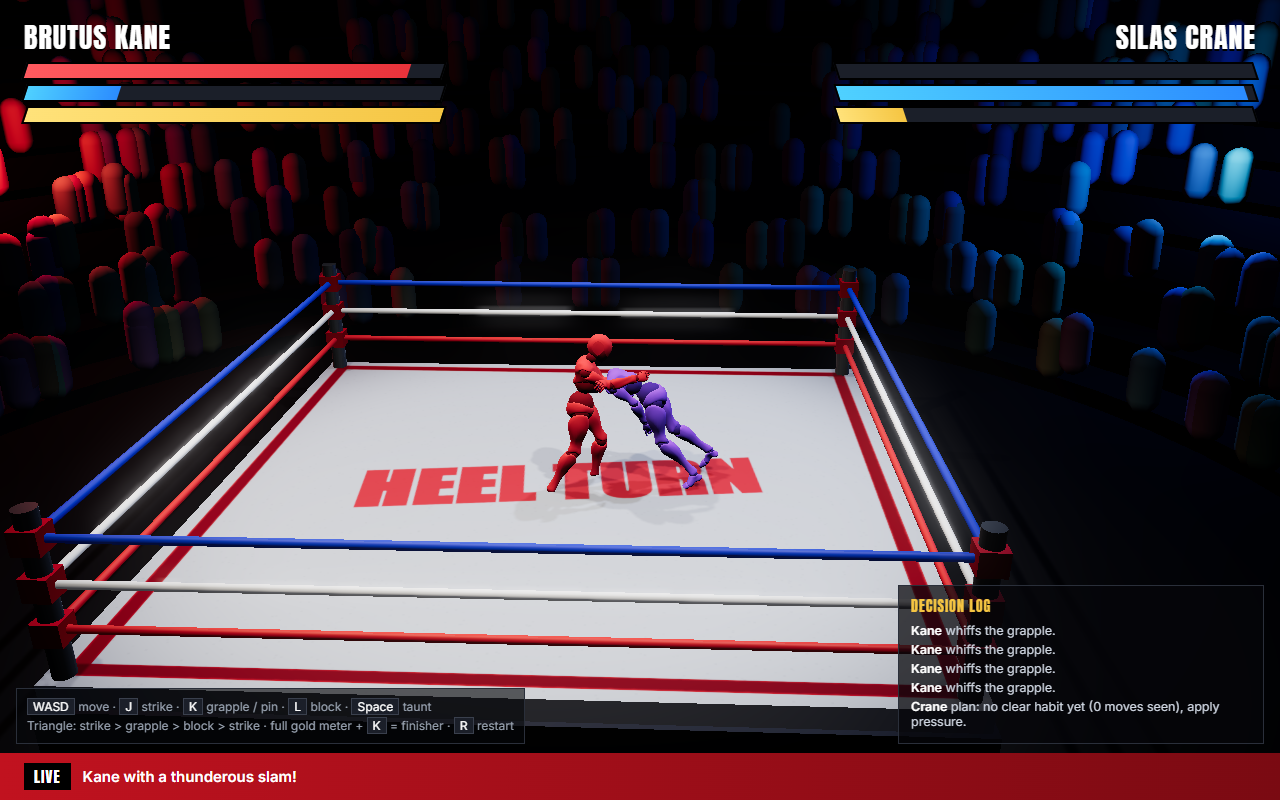 BRUTUS KANE
SILAS CRANE
HEEL TURN
DECISION LOG
Kane whiffs the grapple.
Kane whiffs the grapple.
Kane whiffs the grapple.
Kane whiffs the grapple.
Crane plan: no clear habit yet (0 moves seen), apply
pressure.
WASD move · J strike · K grapple / pin · L block · Space taunt
Triangle: strike > grapple > block > strike · full gold meter + K = finisher · R restart
LIVE Kane with a thunderous slam!